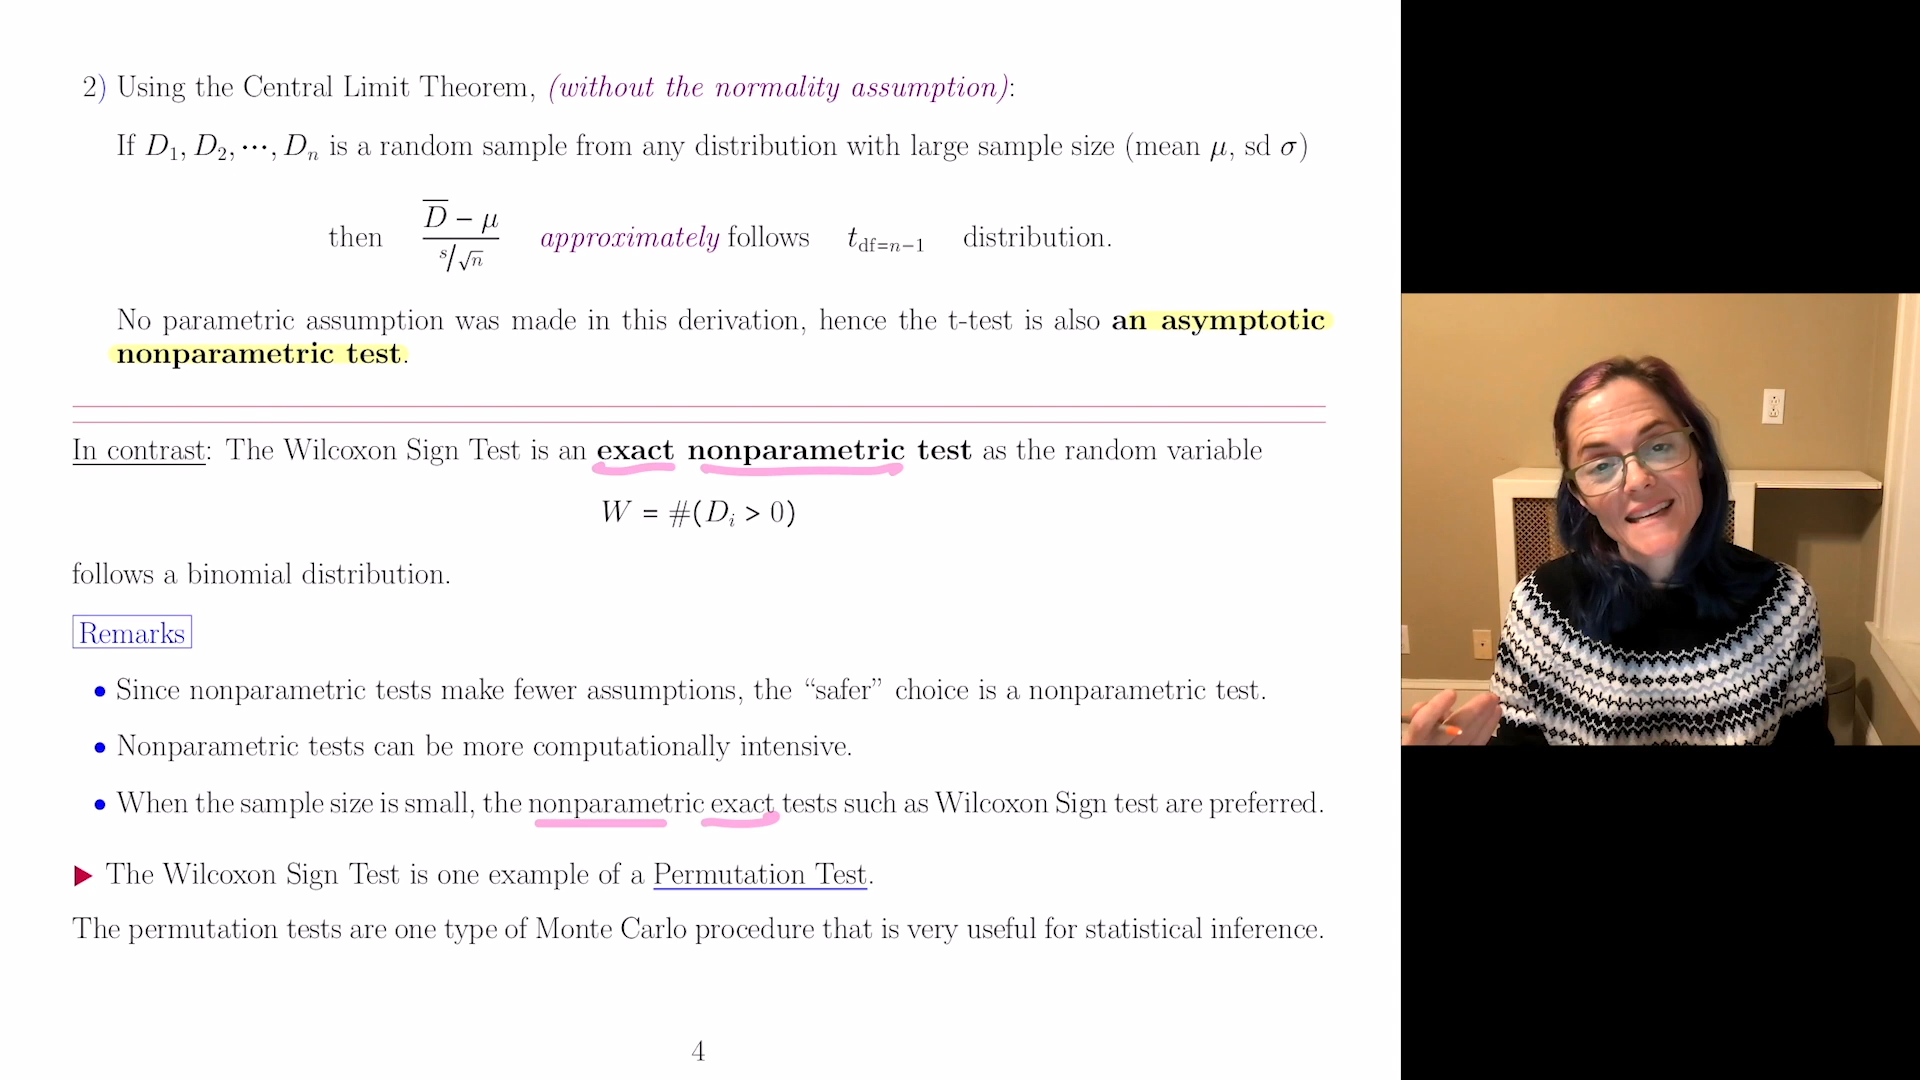 2) Using the Central Limit Theorem, (without the normality assumption):
If D₁, D₂, ⋯, Dₙ is a random sample from any distribution with large sample size (mean μ, sd σ)
then (D̅ − μ)/(s/√n) approximately follows t_{df=n−1} distribution.
No parametric assumption was made in this derivation, hence the t-test is also an asymptotic
nonparametric test.
In contrast: The Wilcoxon Sign Test is an exact nonparametric test as the random variable
W = #(Dᵢ > 0)
follows a binomial distribution.
Remarks
• Since nonparametric tests make fewer assumptions, the “safer” choice is a nonparametric test.
• Nonparametric tests can be more computationally intensive.
• When the sample size is small, the nonparametric exact tests such as Wilcoxon Sign test are preferred.
▶ The Wilcoxon Sign Test is one example of a Permutation Test.
The permutation tests are one type of Monte Carlo procedure that is very useful for statistical inference.
4